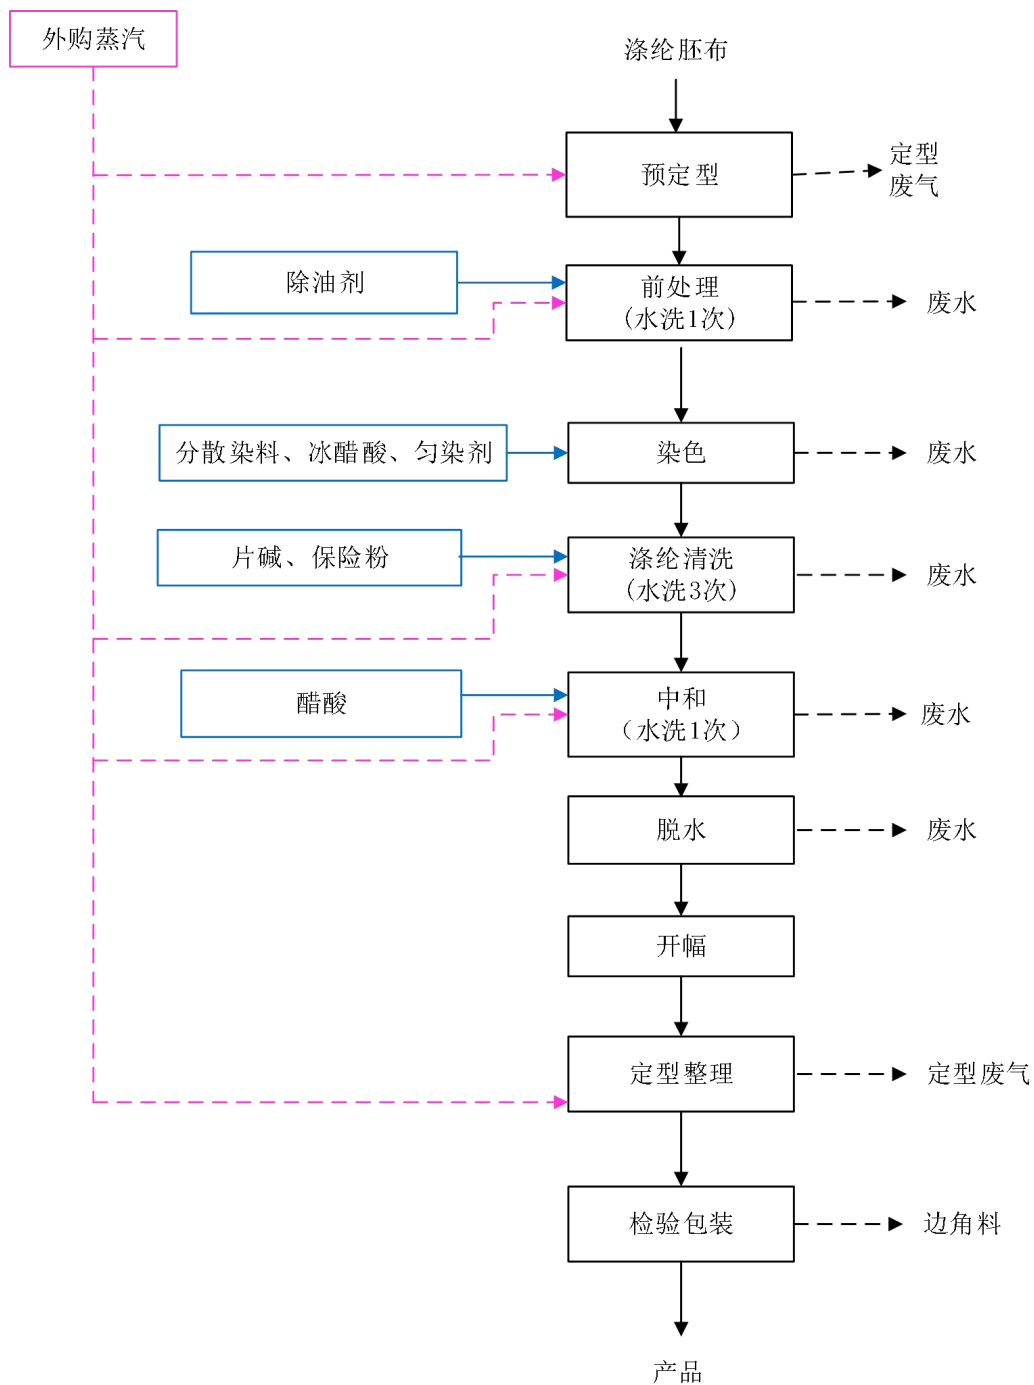 外购蒸汽
涤纶胚布
预定型
定型
废气
除油剂
前处理
(水洗1次)
废水
分散染料、冰醋酸、匀染剂
染色
废水
片碱、保险粉
涤纶清洗
(水洗3次)
废水
醋酸
中和
（水洗1次）
废水
脱水
废水
开幅
定型整理
定型废气
检验包装
边角料
产品